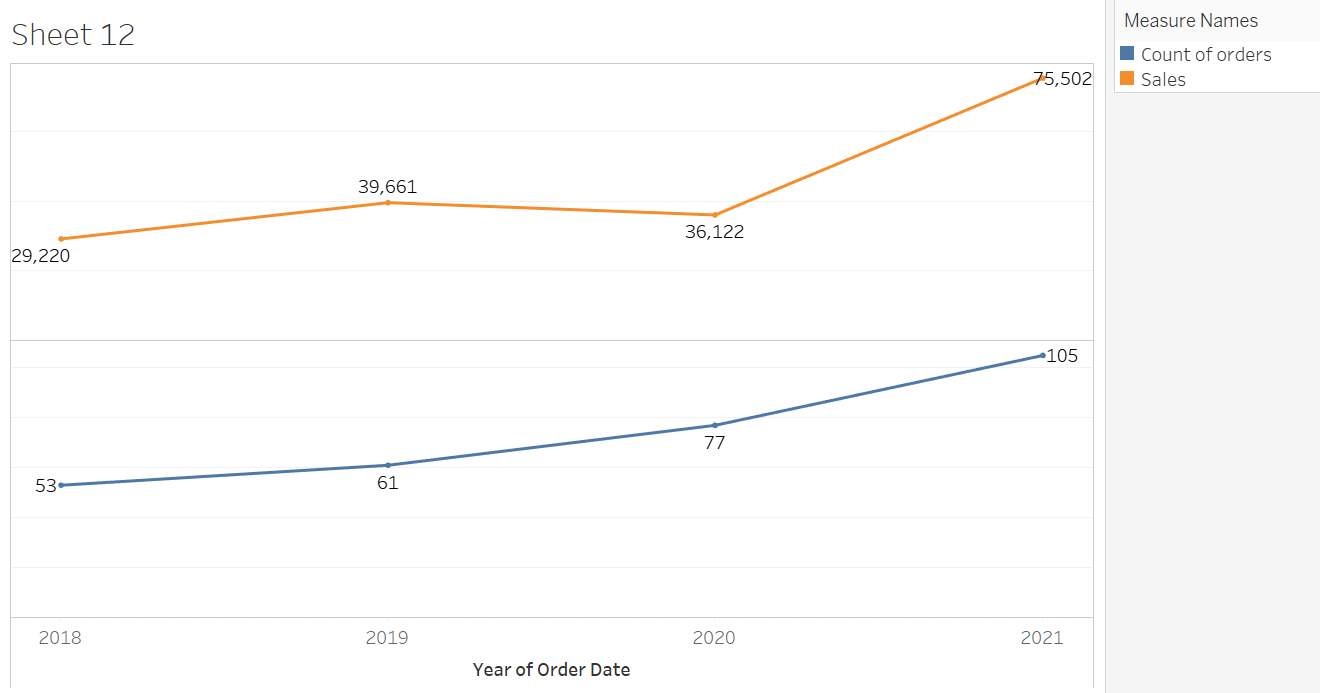 Sheet 12
Measure Names
Count of orders
Sales
75,502
39,661
36,122
29,220
105
77
61
53
2018 2019 2020 2021
Year of Order Date